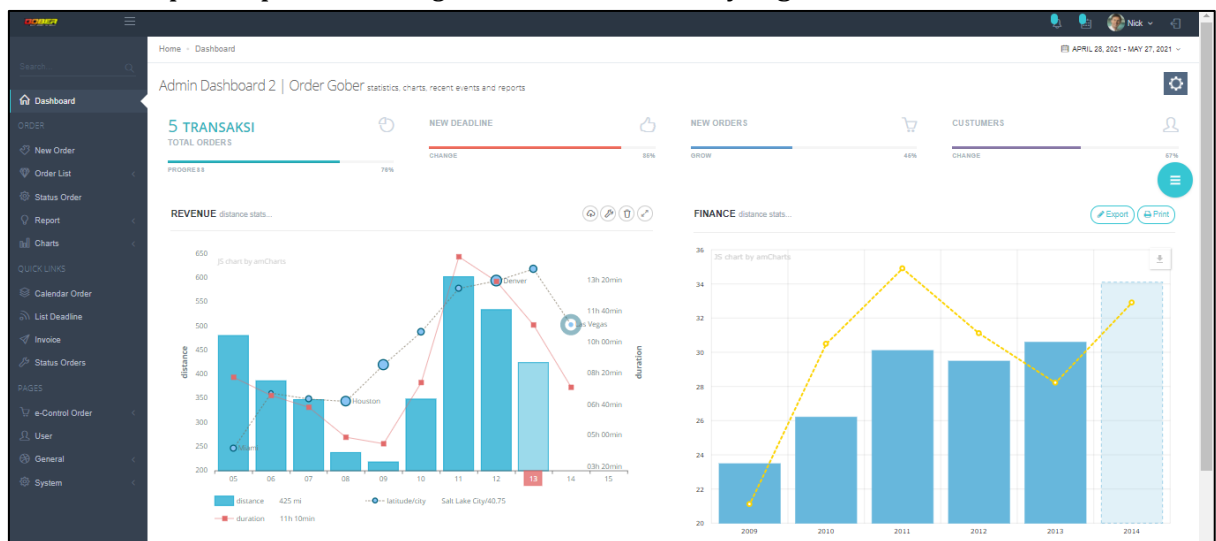 GOBER
Nick
Search...
Home - Dashboard
APRIL 28, 2021 - MAY 27, 2021
Admin Dashboard 2 | Order Gober statistics, charts, recent events and reports
Dashboard
ORDER
New Order
Order List
Status Order
Report
Charts
QUICK LINKS
Calendar Order
List Deadline
Invoice
Status Orders
PAGES
e-Control Order
User
General
System
5 TRANSAKSI
TOTAL ORDERS
PROGRESS 76%
NEW DEADLINE
CHANGE 85%
NEW ORDERS
GROW 45%
CUSTUMERS
CHANGE 57%
REVENUE distance stats...
JS chart by amCharts
650
600
550
500
450
400
350
300
250
200
distance
13h 20min
11h 40min
10h 00min
08h 20min
06h 40min
05h 00min
03h 20min
duration
Miami
Houston
Denver
Las Vegas
05 06 07 08 09 10 11 12 13 14 15
distance 425 mi
latitude/city Salt Lake City/40.75
duration 11h 10min
FINANCE distance stats...
Export
Print
JS chart by amCharts
36
34
32
30
28
26
24
22
20
2009 2010 2011 2012 2013 2014